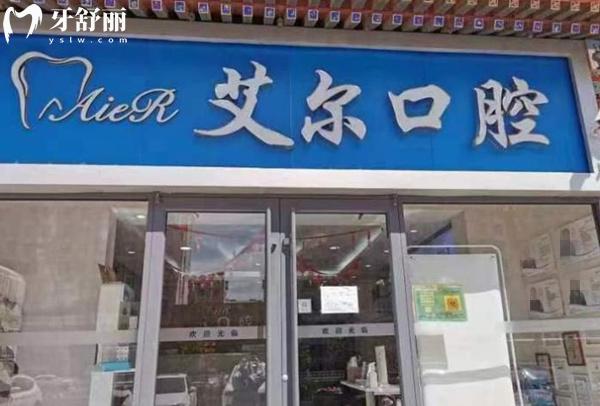 牙舒丽
yslw.com
AieR 艾尔口腔
欢迎光临 欢迎光临